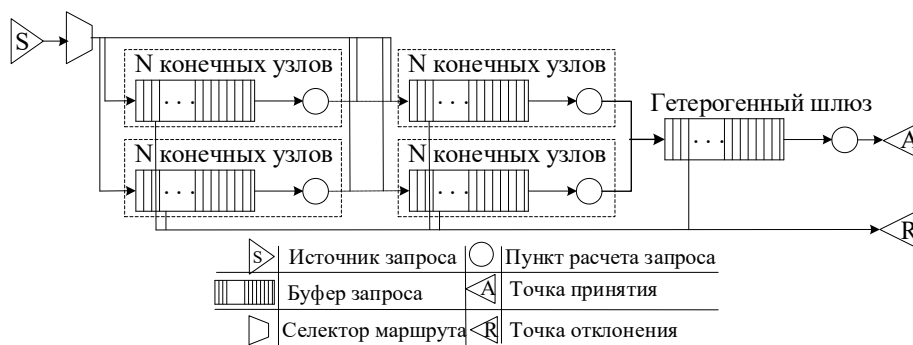 S
N конечных узлов
N конечных узлов
...
...
Гетерогенный шлюз
...
A
N конечных узлов
N конечных узлов
...
...
R
S Источник запроса
Пункт расчета запроса
Буфер запроса
A Точка принятия
Селектор маршрута
R Точка отклонения